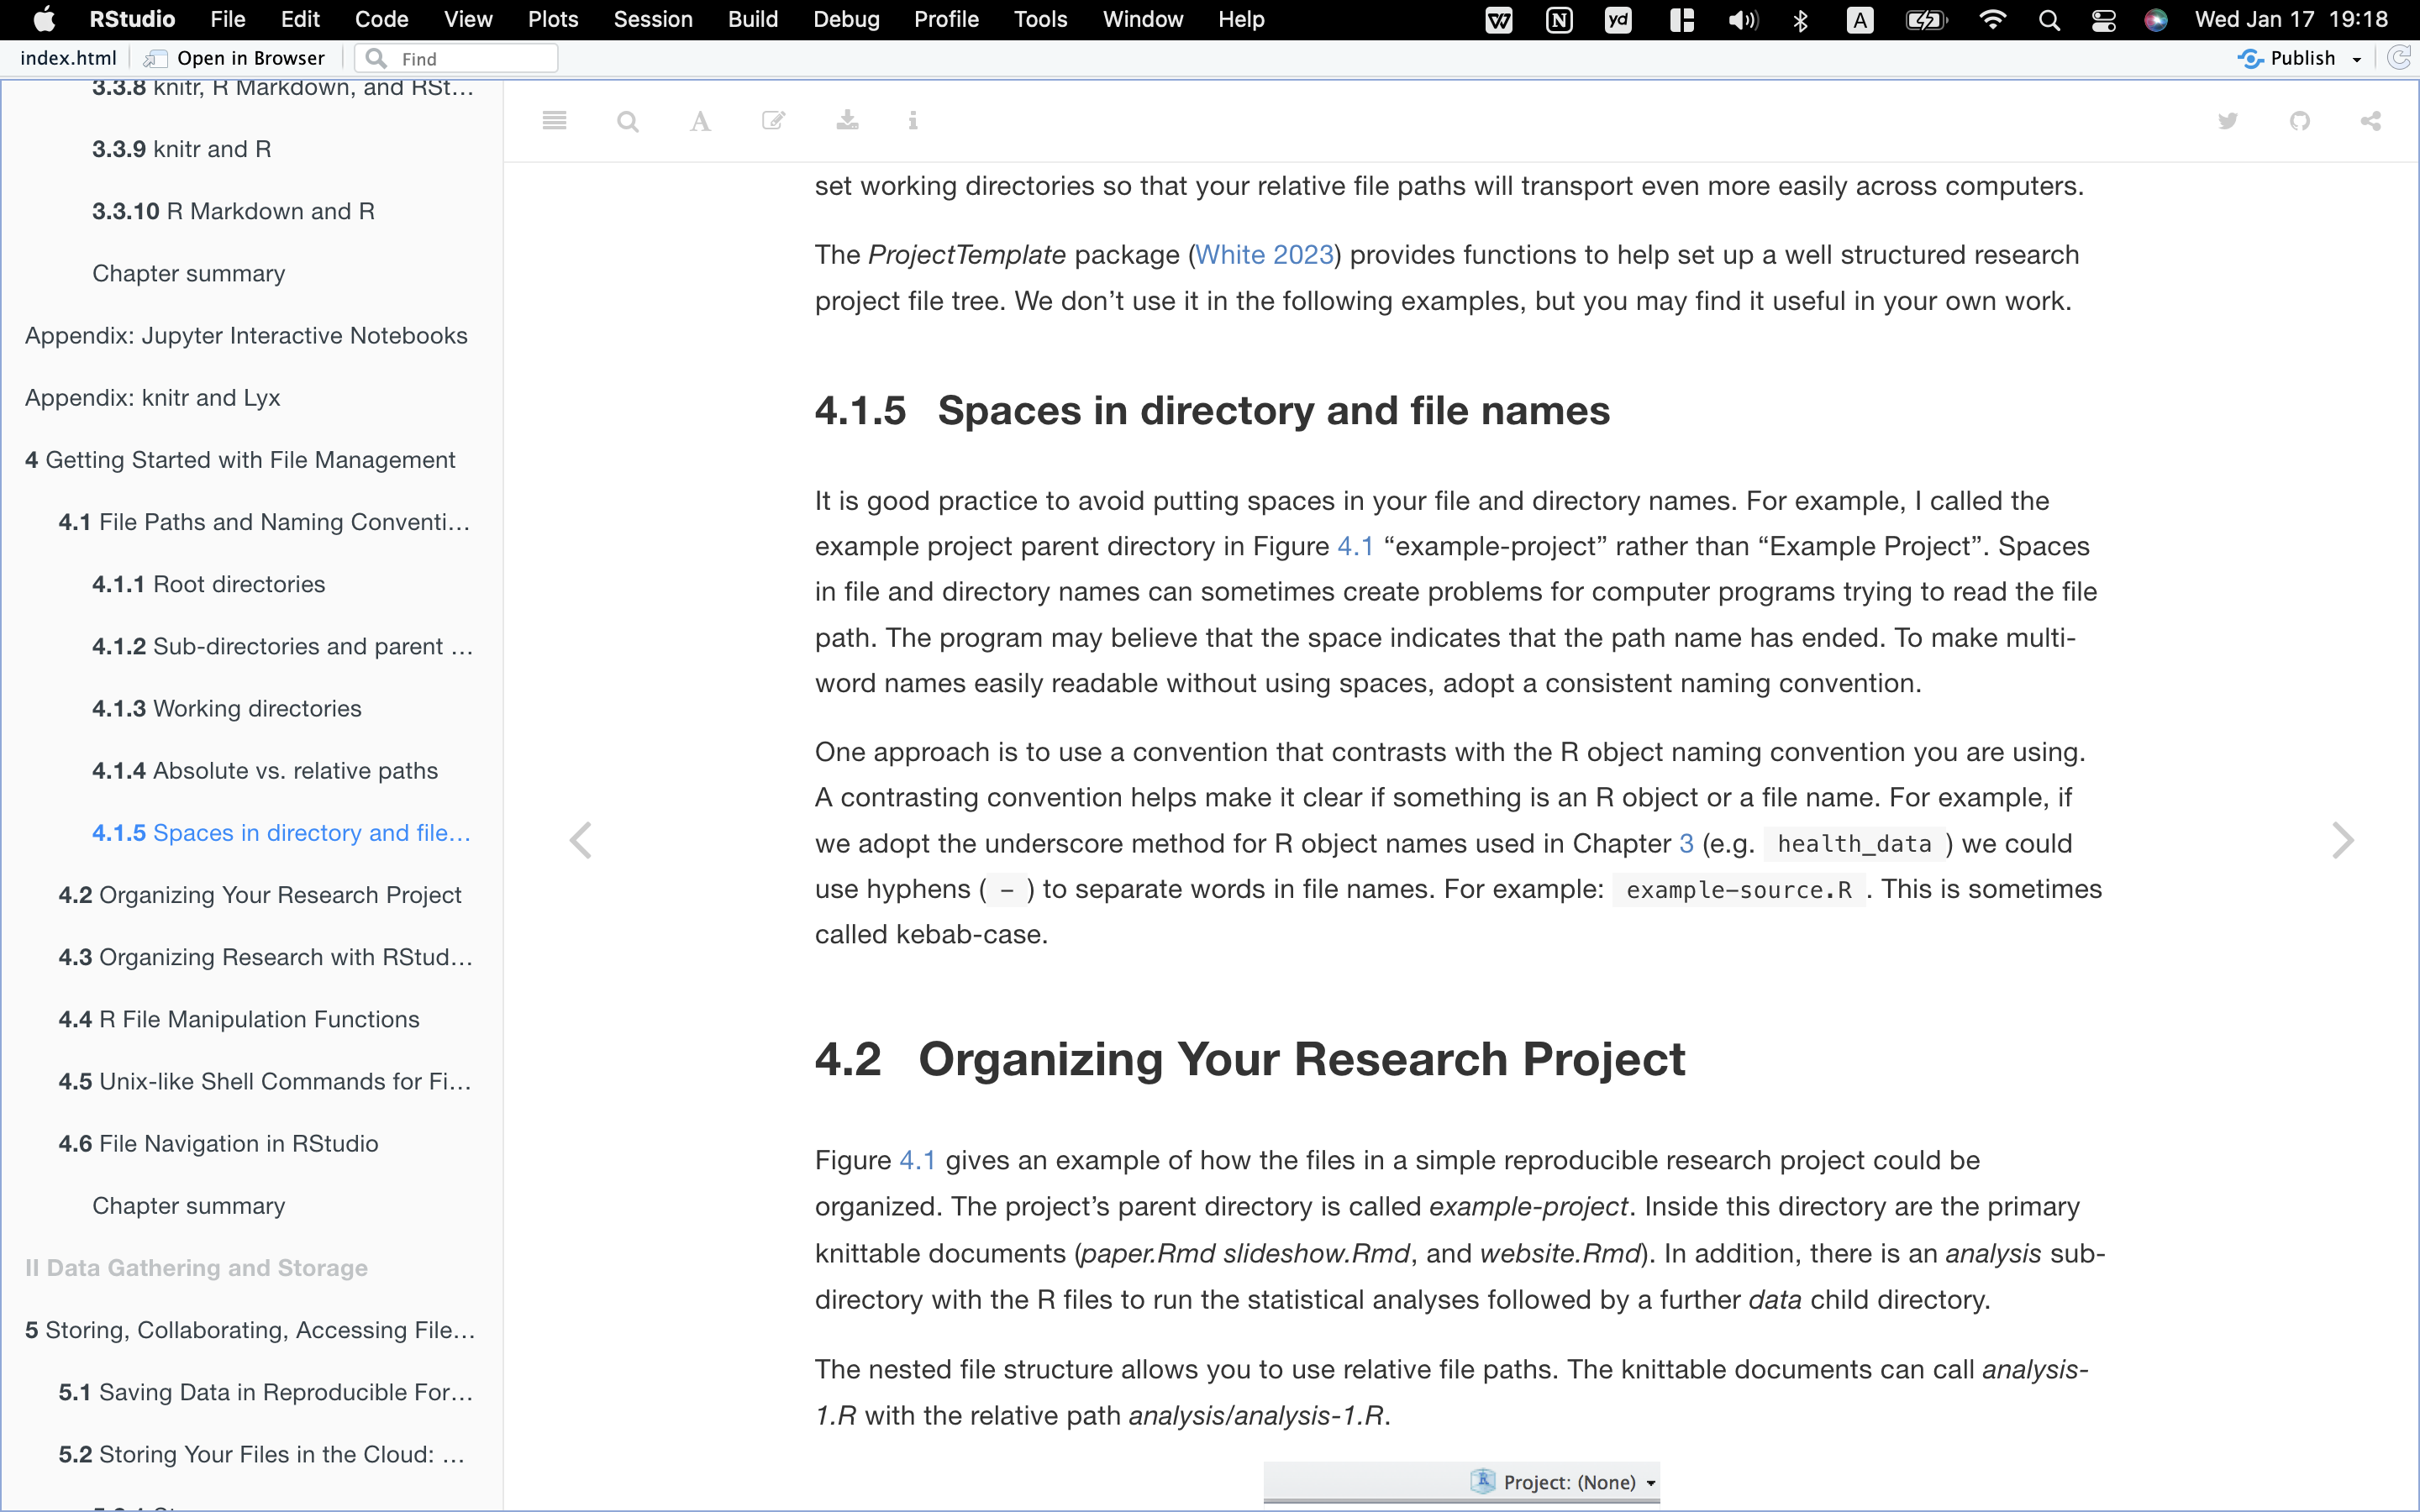 RStudio File Edit Code View Plots Session Build Debug Profile Tools Window Help A Wed Jan 17 19:18
index.html Open in Browser Find Publish
3.3.8 knitr, R Markdown, and RSt…
3.3.9 knitr and R
3.3.10 R Markdown and R
Chapter summary
Appendix: Jupyter Interactive Notebooks
Appendix: knitr and Lyx
4 Getting Started with File Management
4.1 File Paths and Naming Conventi…
4.1.1 Root directories
4.1.2 Sub-directories and parent …
4.1.3 Working directories
4.1.4 Absolute vs. relative paths
4.1.5 Spaces in directory and file…
4.2 Organizing Your Research Project
4.3 Organizing Research with RStud…
4.4 R File Manipulation Functions
4.5 Unix-like Shell Commands for Fi…
4.6 File Navigation in RStudio
Chapter summary
II Data Gathering and Storage
5 Storing, Collaborating, Accessing File…
5.1 Saving Data in Reproducible For…
5.2 Storing Your Files in the Cloud: …
set working directories so that your relative file paths will transport even more easily across computers.
The ProjectTemplate package (White 2023) provides functions to help set up a well structured research
project file tree. We don’t use it in the following examples, but you may find it useful in your own work.
4.1.5 Spaces in directory and file names
It is good practice to avoid putting spaces in your file and directory names. For example, I called the
example project parent directory in Figure 4.1 “example-project” rather than “Example Project”. Spaces
in file and directory names can sometimes create problems for computer programs trying to read the file
path. The program may believe that the space indicates that the path name has ended. To make multi-
word names easily readable without using spaces, adopt a consistent naming convention.
One approach is to use a convention that contrasts with the R object naming convention you are using.
A contrasting convention helps make it clear if something is an R object or a file name. For example, if
we adopt the underscore method for R object names used in Chapter 3 (e.g. health_data ) we could
use hyphens ( - ) to separate words in file names. For example: example-source.R . This is sometimes
called kebab-case.
4.2 Organizing Your Research Project
Figure 4.1 gives an example of how the files in a simple reproducible research project could be
organized. The project’s parent directory is called example-project. Inside this directory are the primary
knittable documents (paper.Rmd slideshow.Rmd, and website.Rmd). In addition, there is an analysis sub-
directory with the R files to run the statistical analyses followed by a further data child directory.
The nested file structure allows you to use relative file paths. The knittable documents can call analysis-
1.R with the relative path analysis/analysis-1.R.
Project: (None)